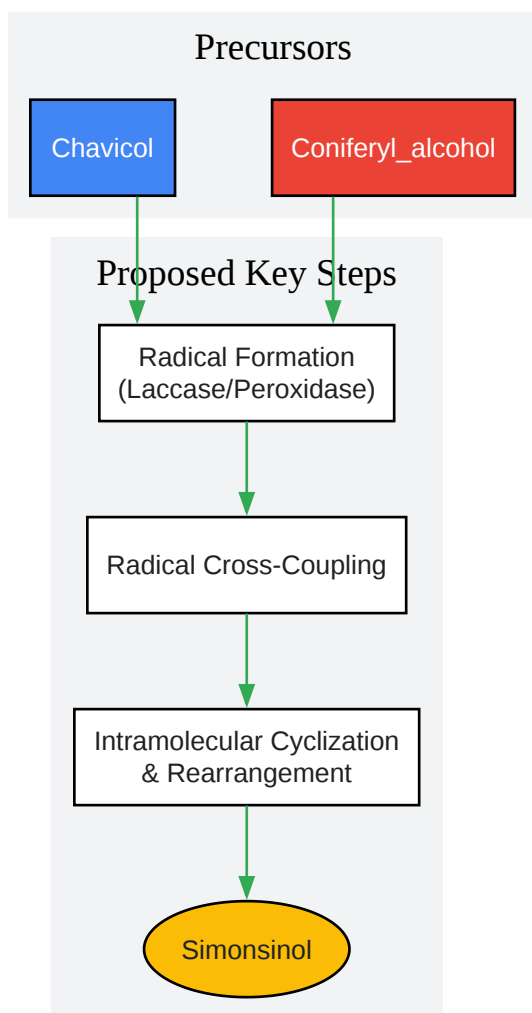 Precursors
Chavicol
Coniferyl_alcohol
Proposed Key Steps
Radical Formation
(Laccase/Peroxidase)
Radical Cross-Coupling
Intramolecular Cyclization
& Rearrangement
Simonsinol